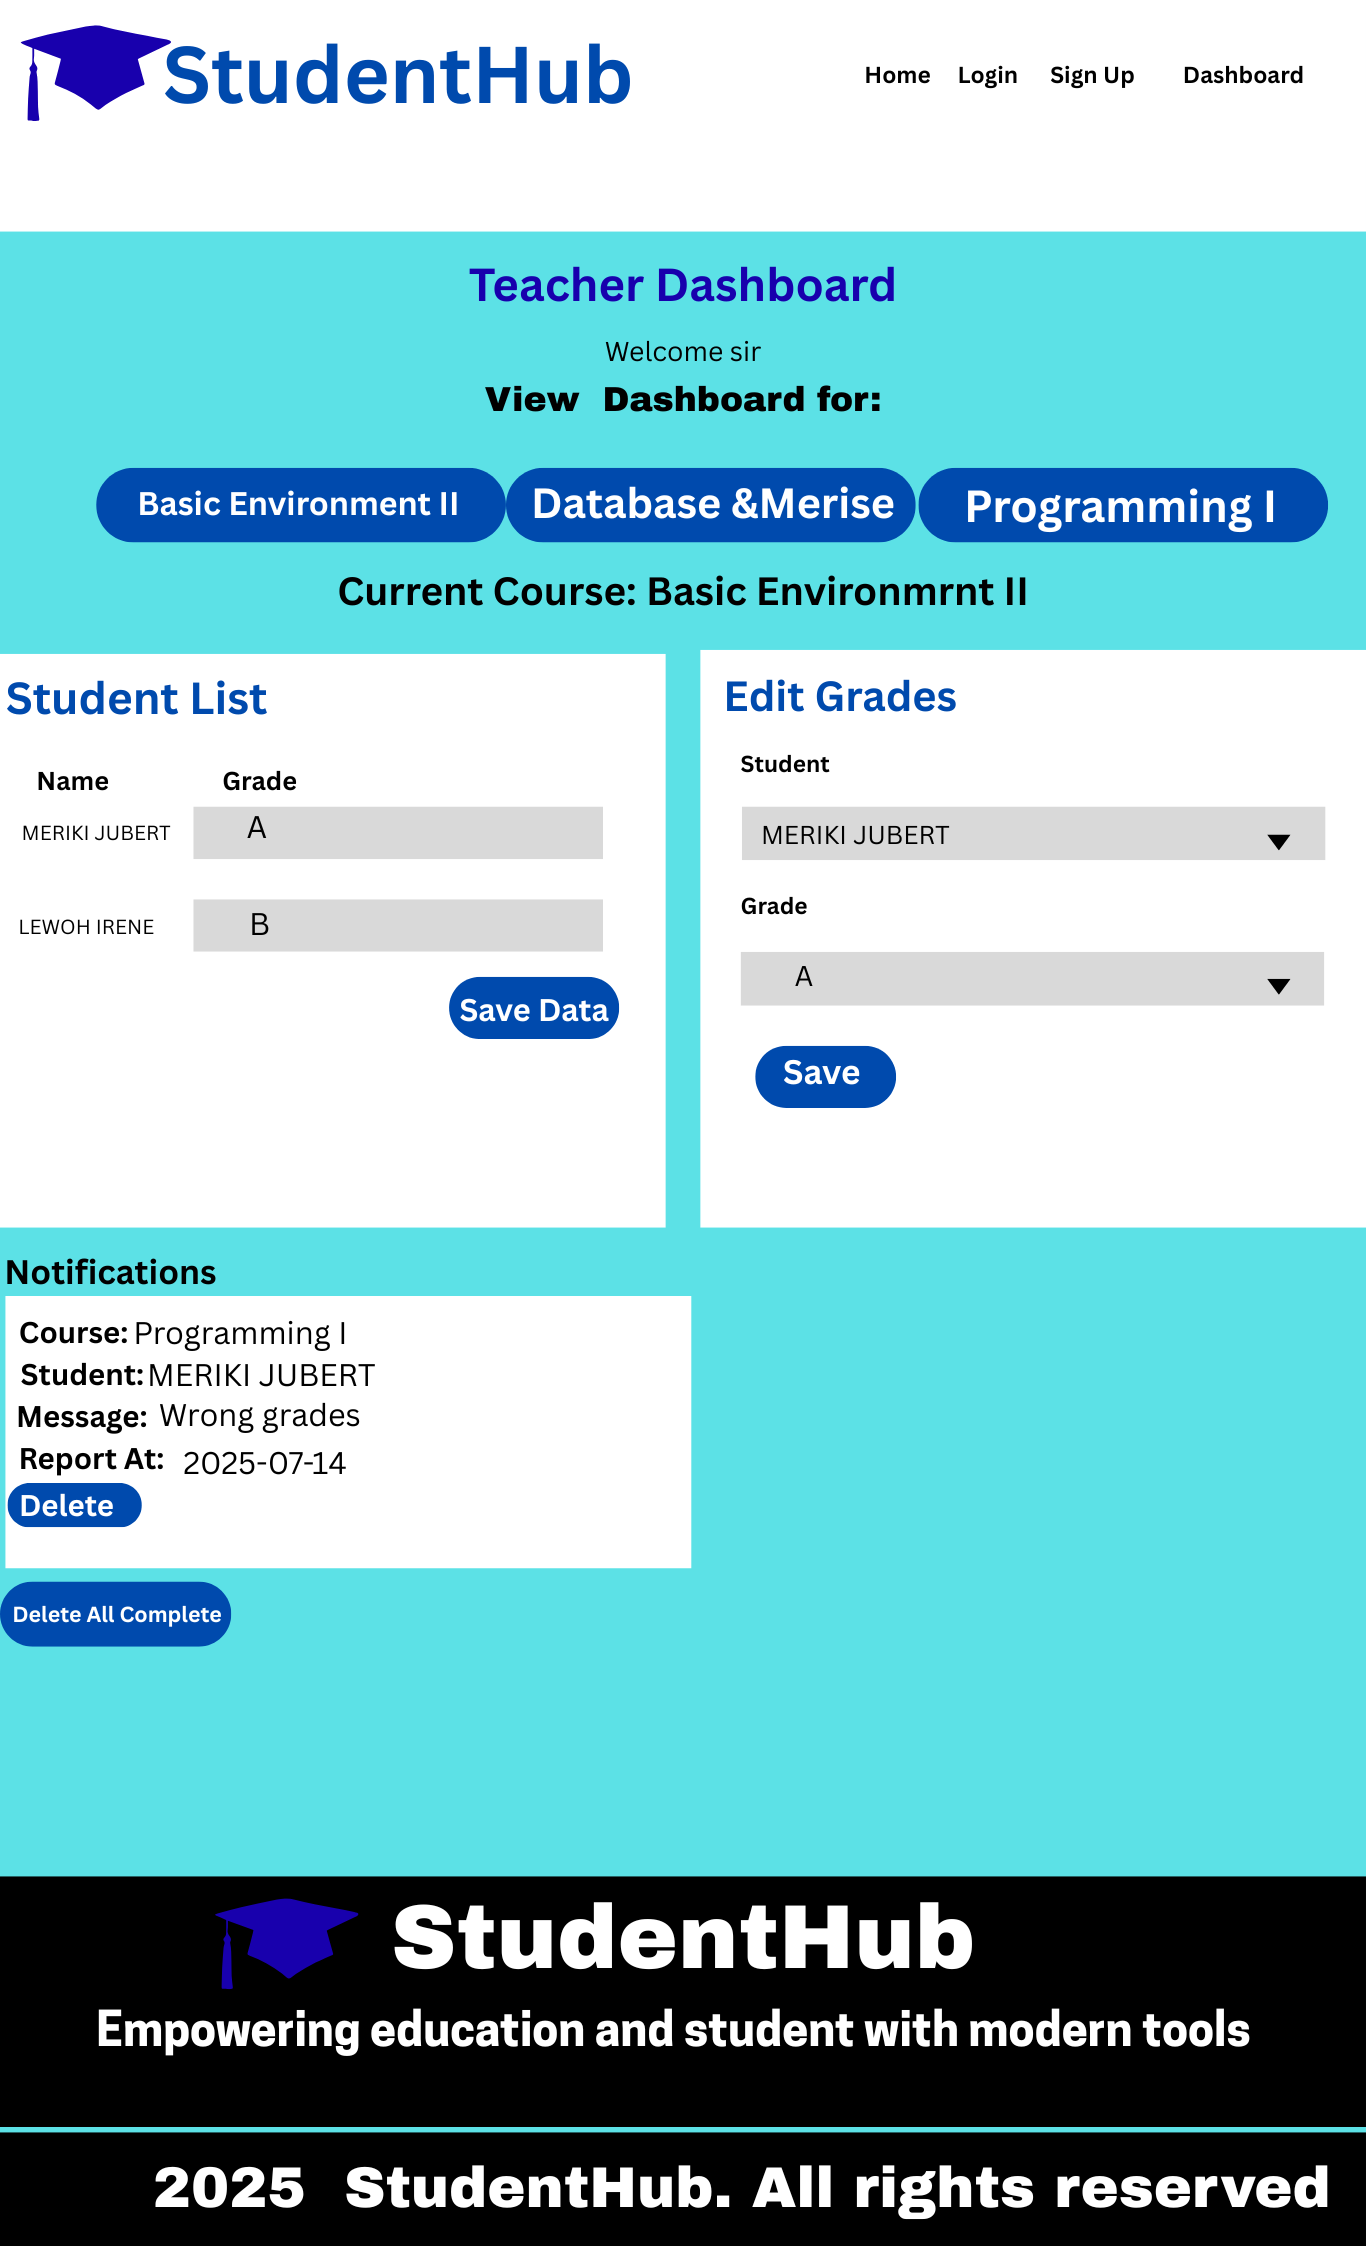 StudentHub
Home Login Sign Up Dashboard
Teacher Dashboard
Welcome sir
View Dashboard for:
Basic Environment II
Database &Merise
Programming I
Current Course: Basic Environmrnt II
Student List
Name Grade
MERIKI JUBERT A
LEWOH IRENE B
Save Data
Edit Grades
Student
MERIKI JUBERT
Grade
A
Save
Notifications
Course: Programming I
Student: MERIKI JUBERT
Message: Wrong grades
Report At: 2025-07-14
Delete
Delete All Complete
StudentHub
Empowering education and student with modern tools
2025 StudentHub. All rights reserved